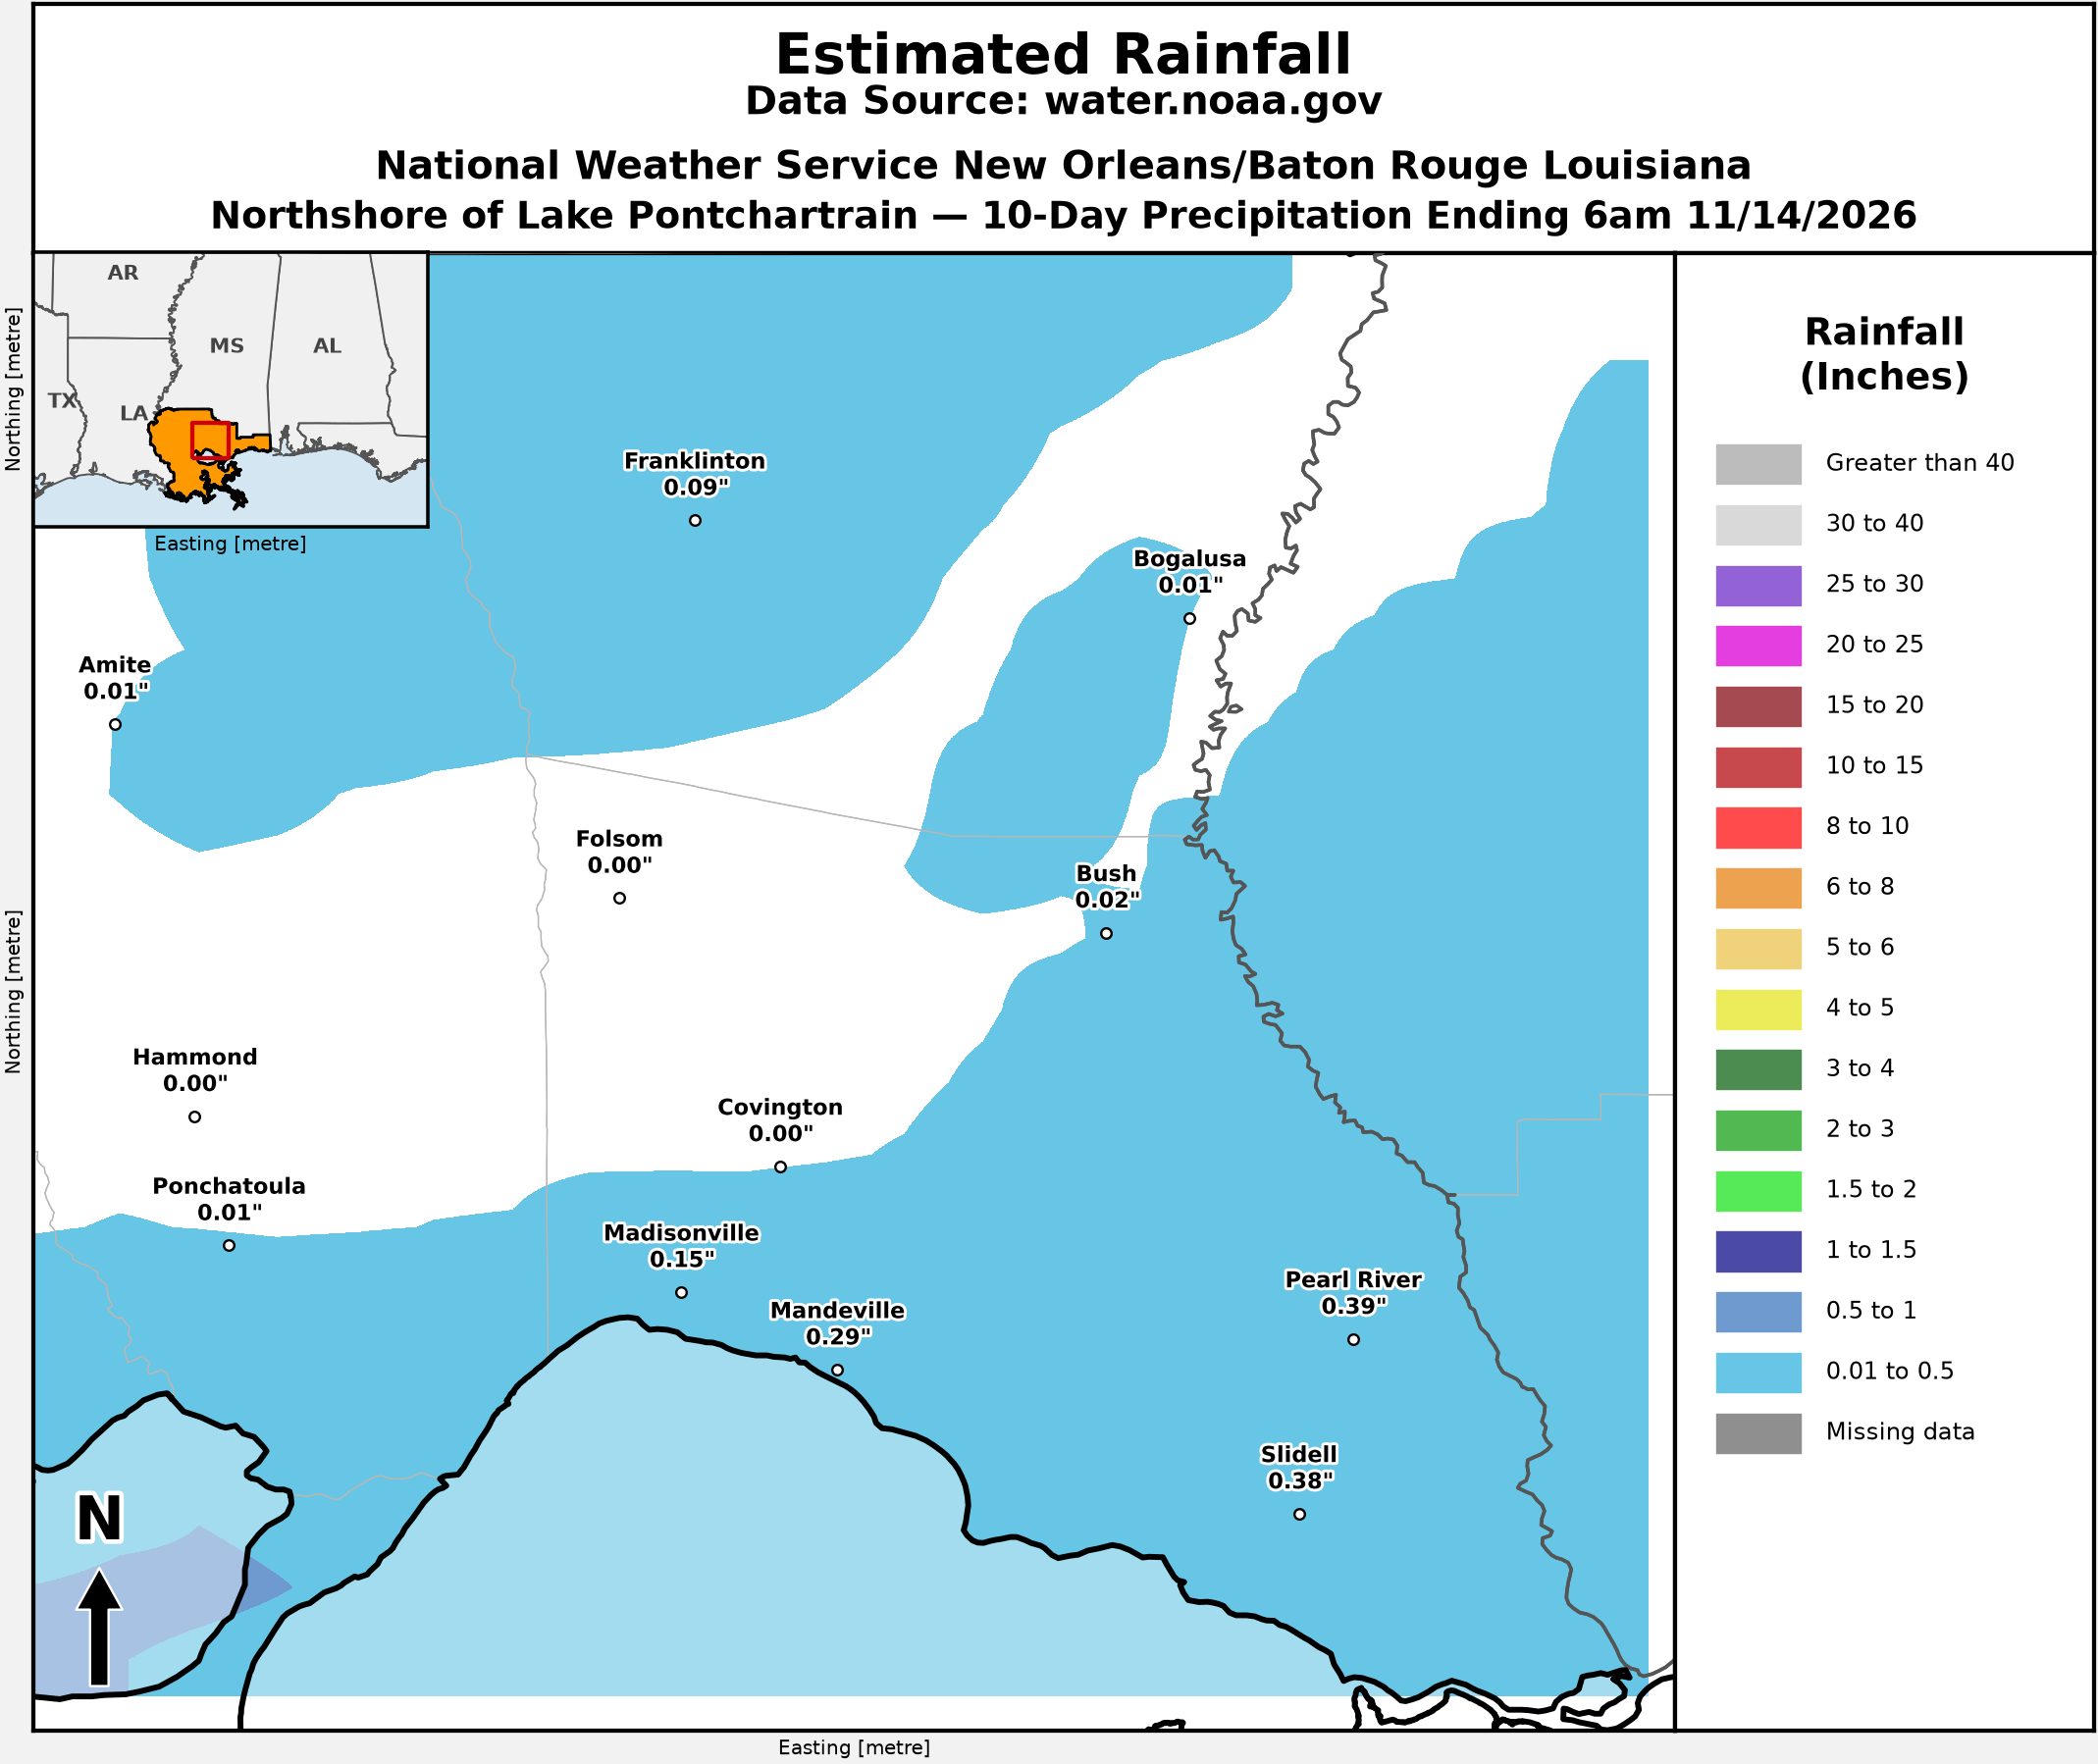 Estimated Rainfall
Data Source: water.noaa.gov
National Weather Service New Orleans/Baton Rouge Louisiana
Northshore of Lake Pontchartrain — 10-Day Precipitation Ending 6am 11/14/2026
Northing [metre]
AR
MS
AL
TX
LA
Easting [metre]
Franklinton
0.09"
Bogalusa
0.01"
Amite
0.01"
Folsom
0.00"
Bush
0.02"
Northing [metre]
Hammond
0.00"
Covington
0.00"
Ponchatoula
0.01"
Madisonville
0.15"
Mandeville
0.29"
Pearl River
0.39"
Slidell
0.38"
N
Easting [metre]
Rainfall
(Inches)
Greater than 40
30 to 40
25 to 30
20 to 25
15 to 20
10 to 15
8 to 10
6 to 8
5 to 6
4 to 5
3 to 4
2 to 3
1.5 to 2
1 to 1.5
0.5 to 1
0.01 to 0.5
Missing data